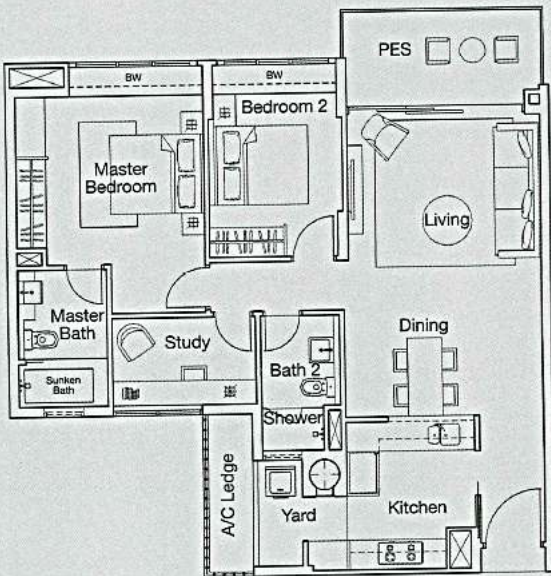 PES
BW
BW
Bedroom 2
Master
Bedroom
Living
Master
Bath
Study
Dining
Bath 2
Sunken
Bath
Shower
A/C Ledge
Yard
Kitchen